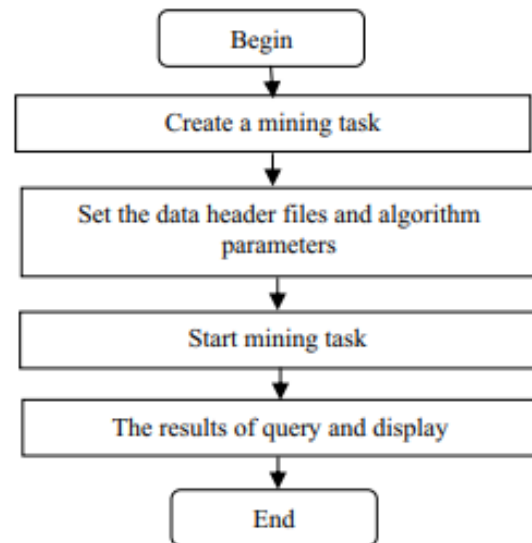 Begin
Create a mining task
Set the data header files and algorithm
parameters
Start mining task
The results of query and display
End